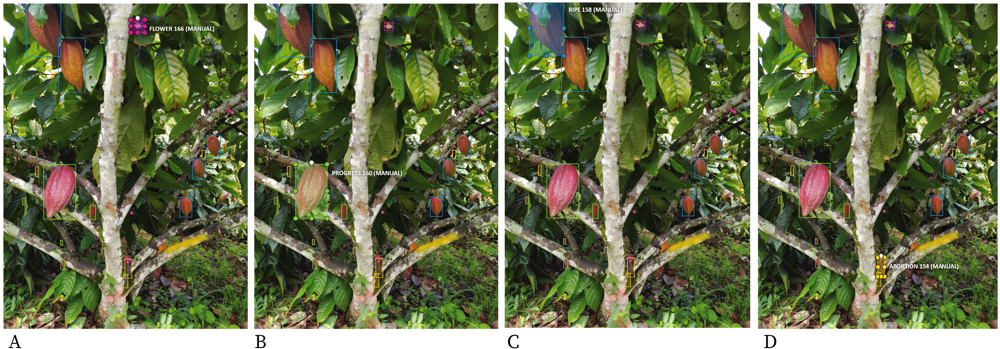 FLOWER 166 (MANUAL)
PROGRESS 160 (MANUAL)
RIPE 158 (MANUAL)
ABORTION 154 (MANUAL)
A
B
C
D